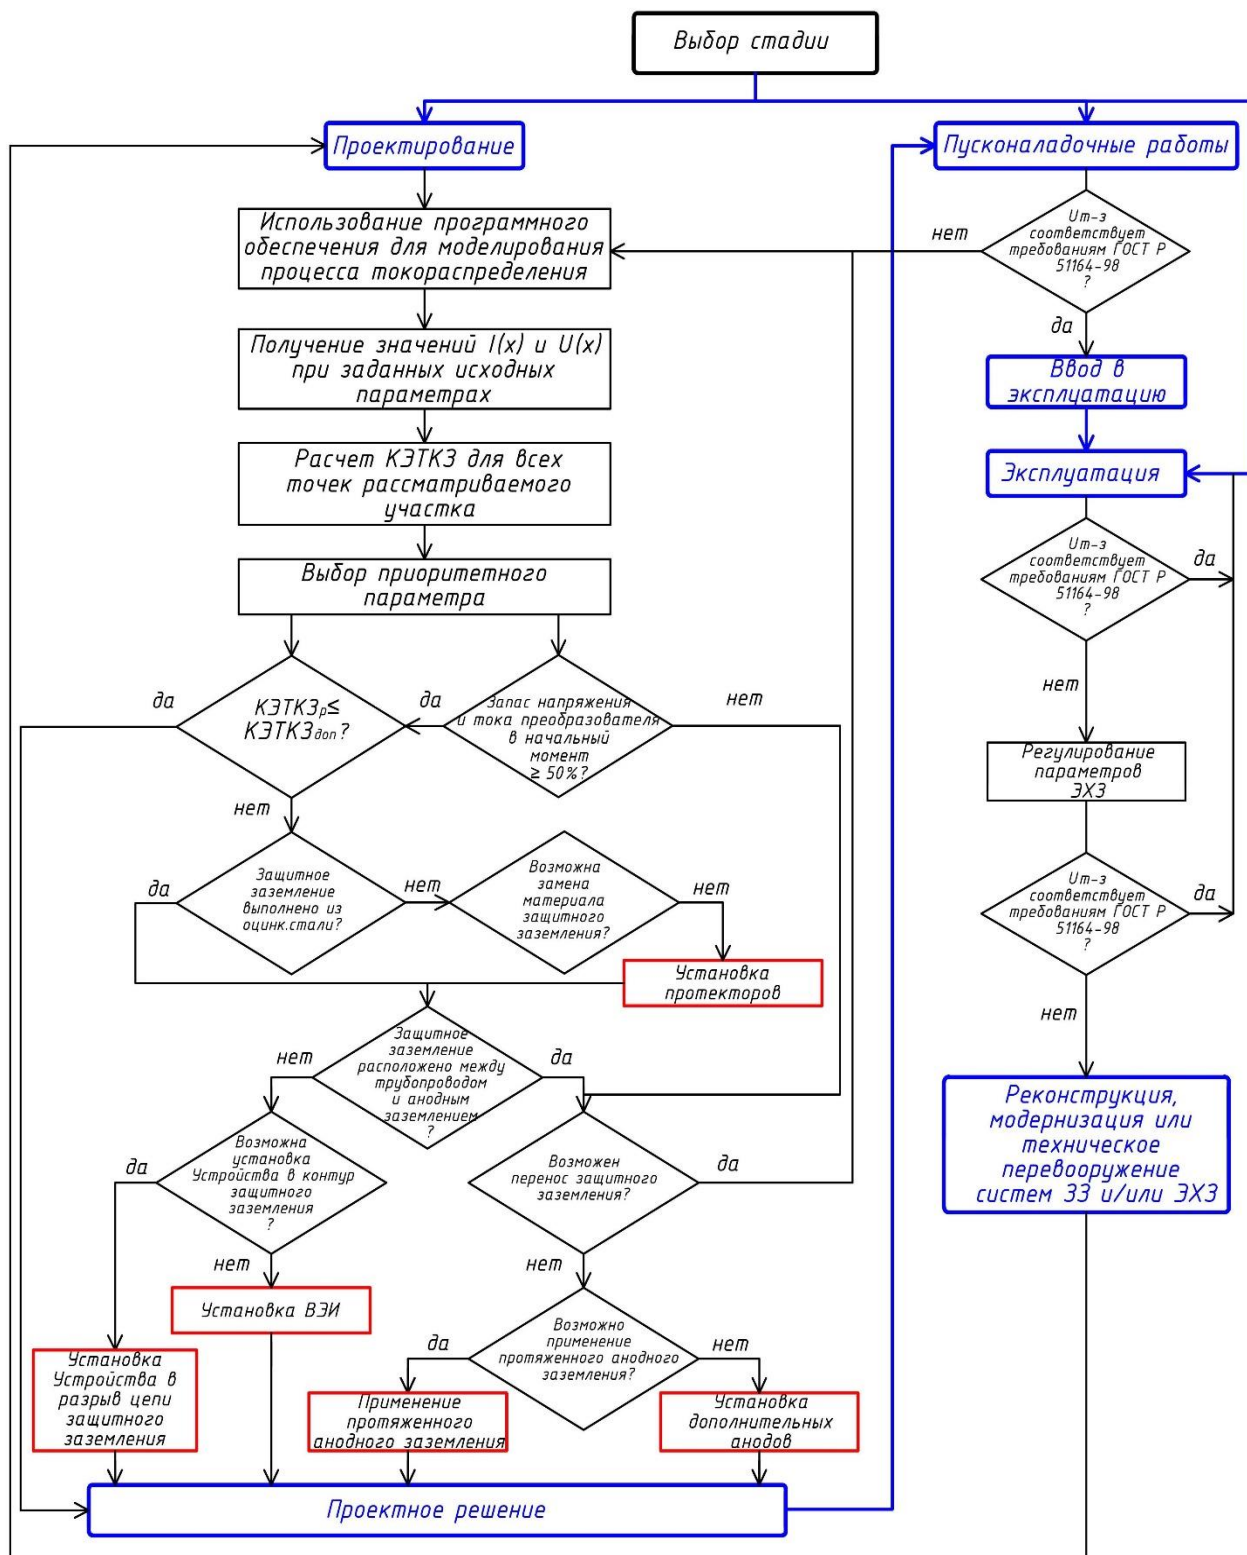 Выбор стадии
Проектирование
Пусконаладочные работы
Использование программного
обеспечения для моделирования
процесса токораспределения
нет
Uт-з
соответствует
требованиям ГОСТ Р
51164-98
?
да
Получение значений I(x) и U(x)
при заданных исходных
параметрах
Ввод в
эксплуатацию
Расчет КЭТКЗ для всех
точек рассматриваемого
участка
Эксплуатация
Выбор приоритетного
параметра
Uт-з
соответствует
требованиям ГОСТ Р
51164-98
?
да
нет
да
КЭТКЗр≤
КЭТКЗдоп?
да
Запас напряжения
и тока преобразователя
в начальный
момент
≥ 50%?
нет
Регулирование
параметров
ЭХЗ
нет
да
Защитное
заземление
выполнено из
оцинк.стали?
нет
Возможна
замена
материала
защитного
заземления?
нет
Uт-з
соответствует
требованиям ГОСТ Р
51164-98
?
да
нет
Установка
протекторов
нет
Защитное
заземление
расположено между
трубопроводом
и анодным
заземлением
?
да
Реконструкция,
модернизация или
техническое
перевооружение
систем ЗЗ и/или ЭХЗ
да
Возможна
установка
Устройства в контур
защитного
заземления
?
нет
Возможен
перенос защитного
заземления?
да
нет
Установка ВЭИ
Установка
Устройства в
разрыв цепи
защитного
заземления
да
Возможно
применение
протяженного анодного
заземления?
нет
Применение
протяженного
анодного заземления
Установка
дополнительных
анодов
Проектное решение